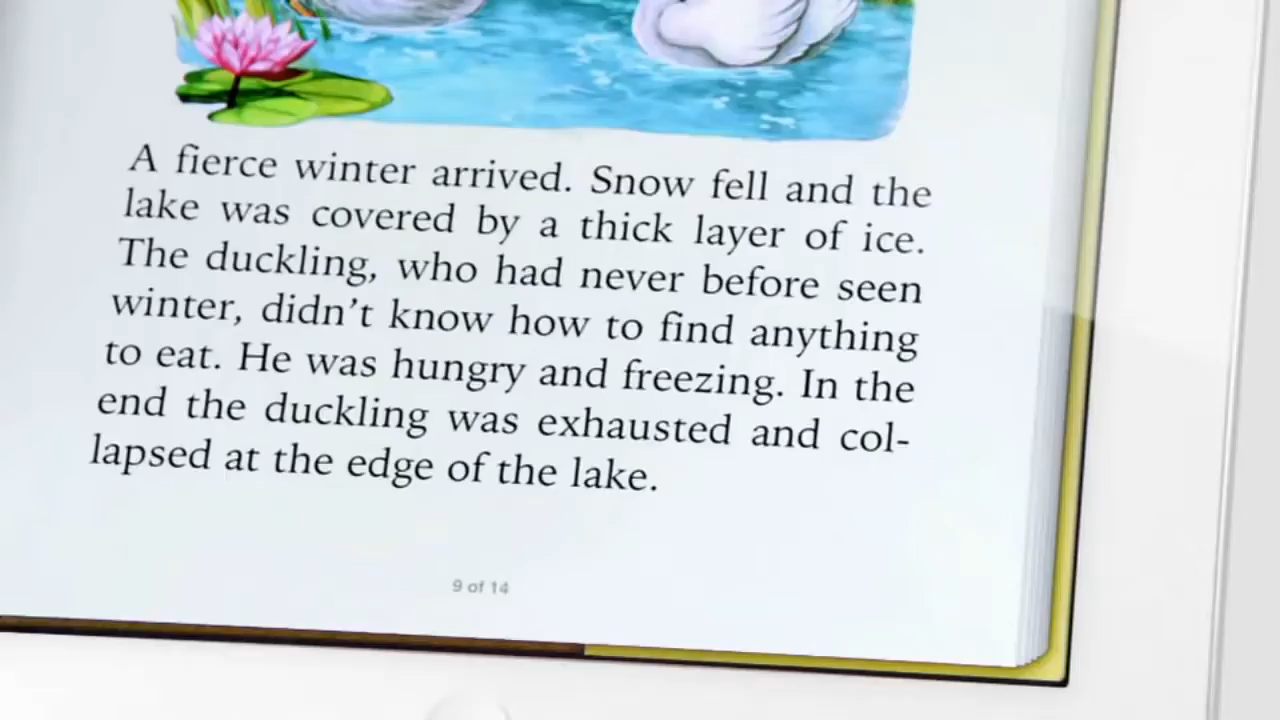 A fierce winter arrived. Snow fell and the
lake was covered by a thick layer of ice.
The duckling, who had never before seen
winter, didn’t know how to find anything
to eat. He was hungry and freezing. In the
end the duckling was exhausted and col-
lapsed at the edge of the lake.
9 of 14